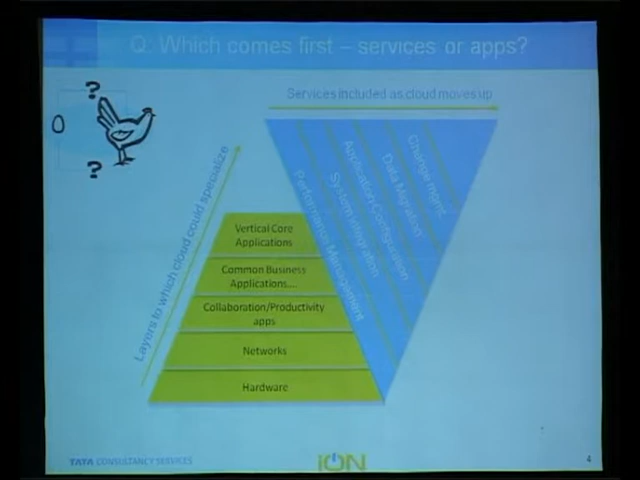 Q: Which comes first – services or apps?
?
0
?
Services included as cloud moves up
Layers to which cloud could specialize
Vertical Core
Applications
Common Business
Applications....
Collaboration/Productivity
apps
Networks
Hardware
Performance Management
System Integration
Application Configuration
Data Migration
Change mgmt.
TATA CONSULTANCY SERVICES
iON
4